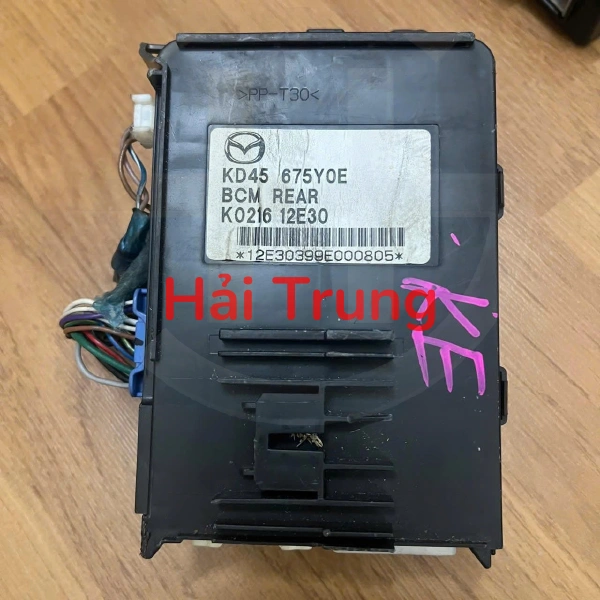 >PP-T30<
KD45 675Y0E
BCM REAR
K0216 12E30
*12E30399E000805*
Hải Trung
KE